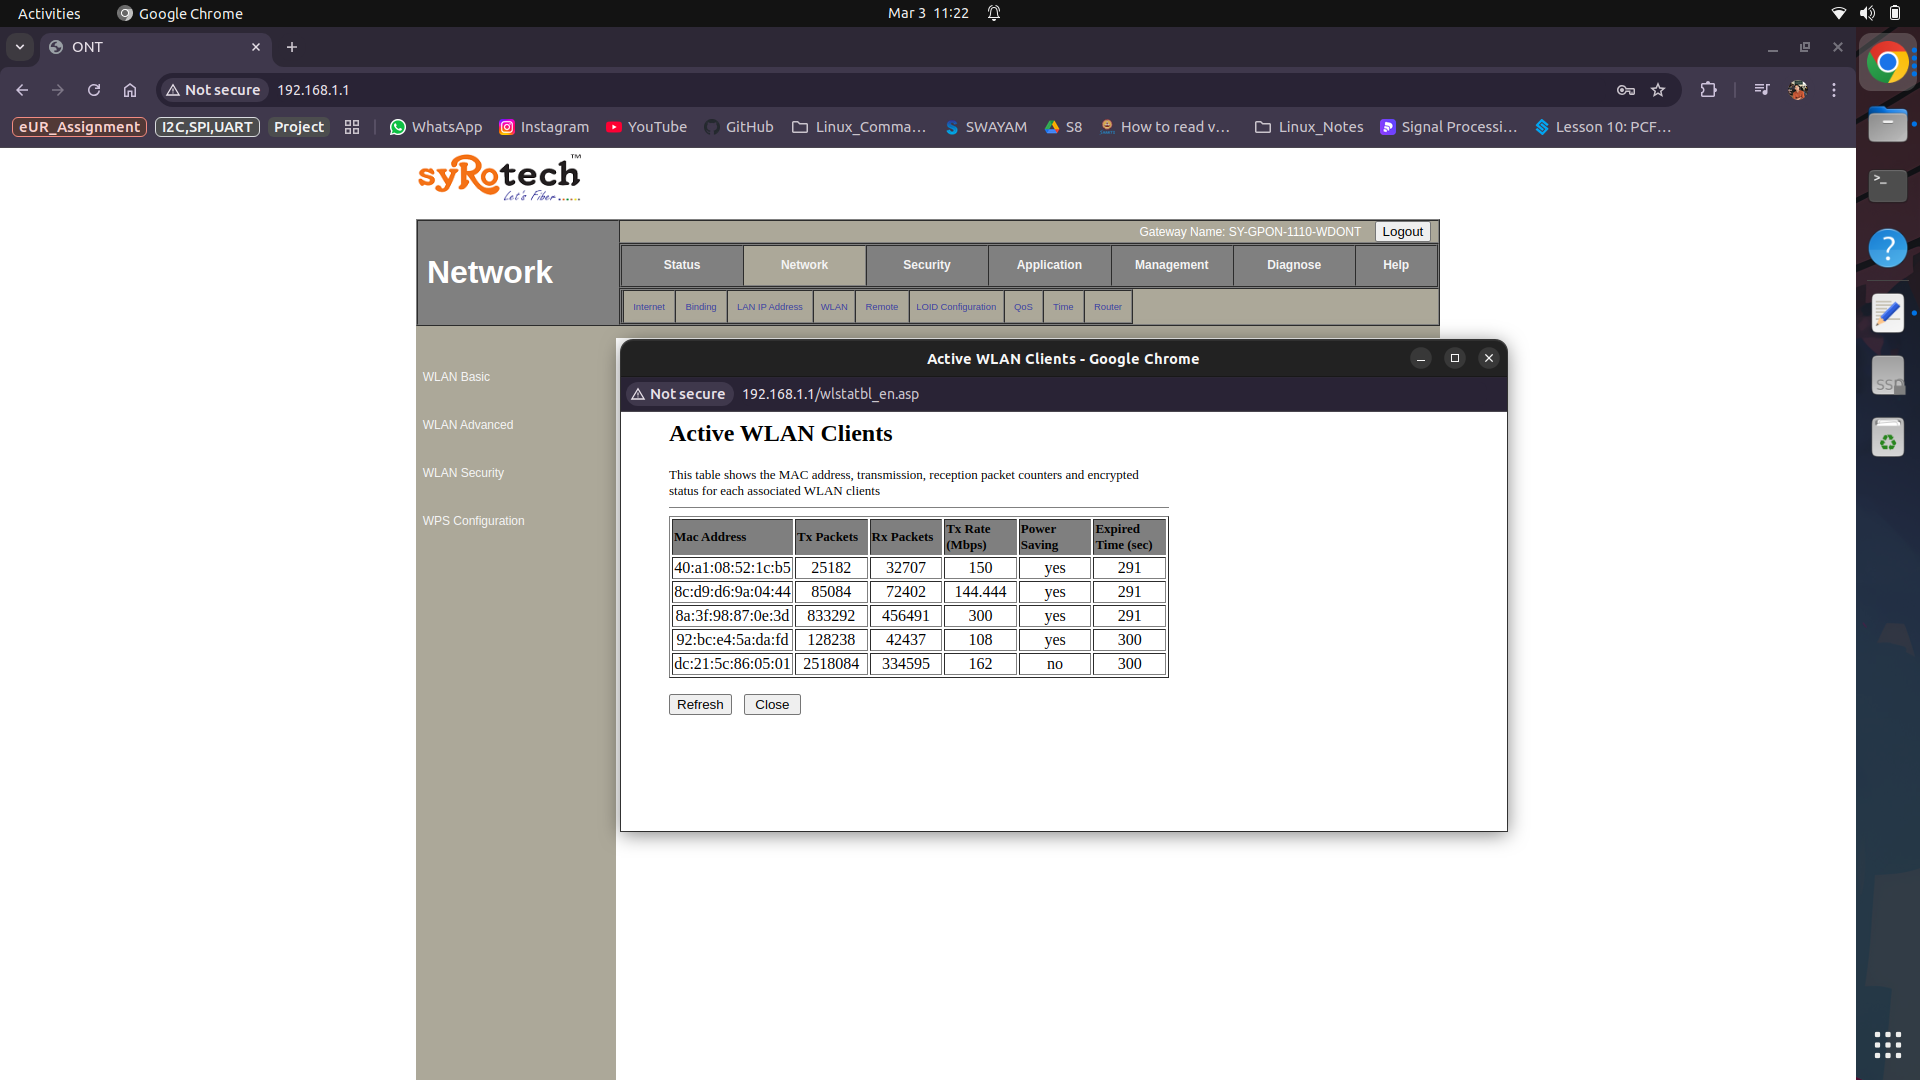 Activities
Google Chrome
Mar 3 11:22
ONT
Not secure
192.168.1.1
eUR_Assignment
I2C,SPI,UART
Project
WhatsApp
Instagram
YouTube
GitHub
Linux_Comma...
SWAYAM
S8
How to read v...
Linux_Notes
Signal Processi...
Lesson 10: PCF...
syRotech™
Let's Fiber......
Network
Gateway Name: SY-GPON-1110-WDONT
Logout
Status
Network
Security
Application
Management
Diagnose
Help
Internet
Binding
LAN IP Address
WLAN
Remote
LOID Configuration
QoS
Time
Router
WLAN Basic
WLAN Advanced
WLAN Security
WPS Configuration
Active WLAN Clients - Google Chrome
Not secure
192.168.1.1/wlstatbl_en.asp
Active WLAN Clients
This table shows the MAC address, transmission, reception packet counters and encrypted
status for each associated WLAN clients
Mac Address Tx Packets Rx Packets Tx Rate (Mbps) Power Saving Expired Time (sec)
40:a1:08:52:1c:b5 25182 32707 150 yes 291
8c:d9:d6:9a:04:44 85084 72402 144.444 yes 291
8a:3f:98:87:0e:3d 833292 456491 300 yes 291
92:bc:e4:5a:da:fd 128238 42437 108 yes 300
dc:21:5c:86:05:01 2518084 334595 162 no 300
Refresh
Close
>_
?
SSD